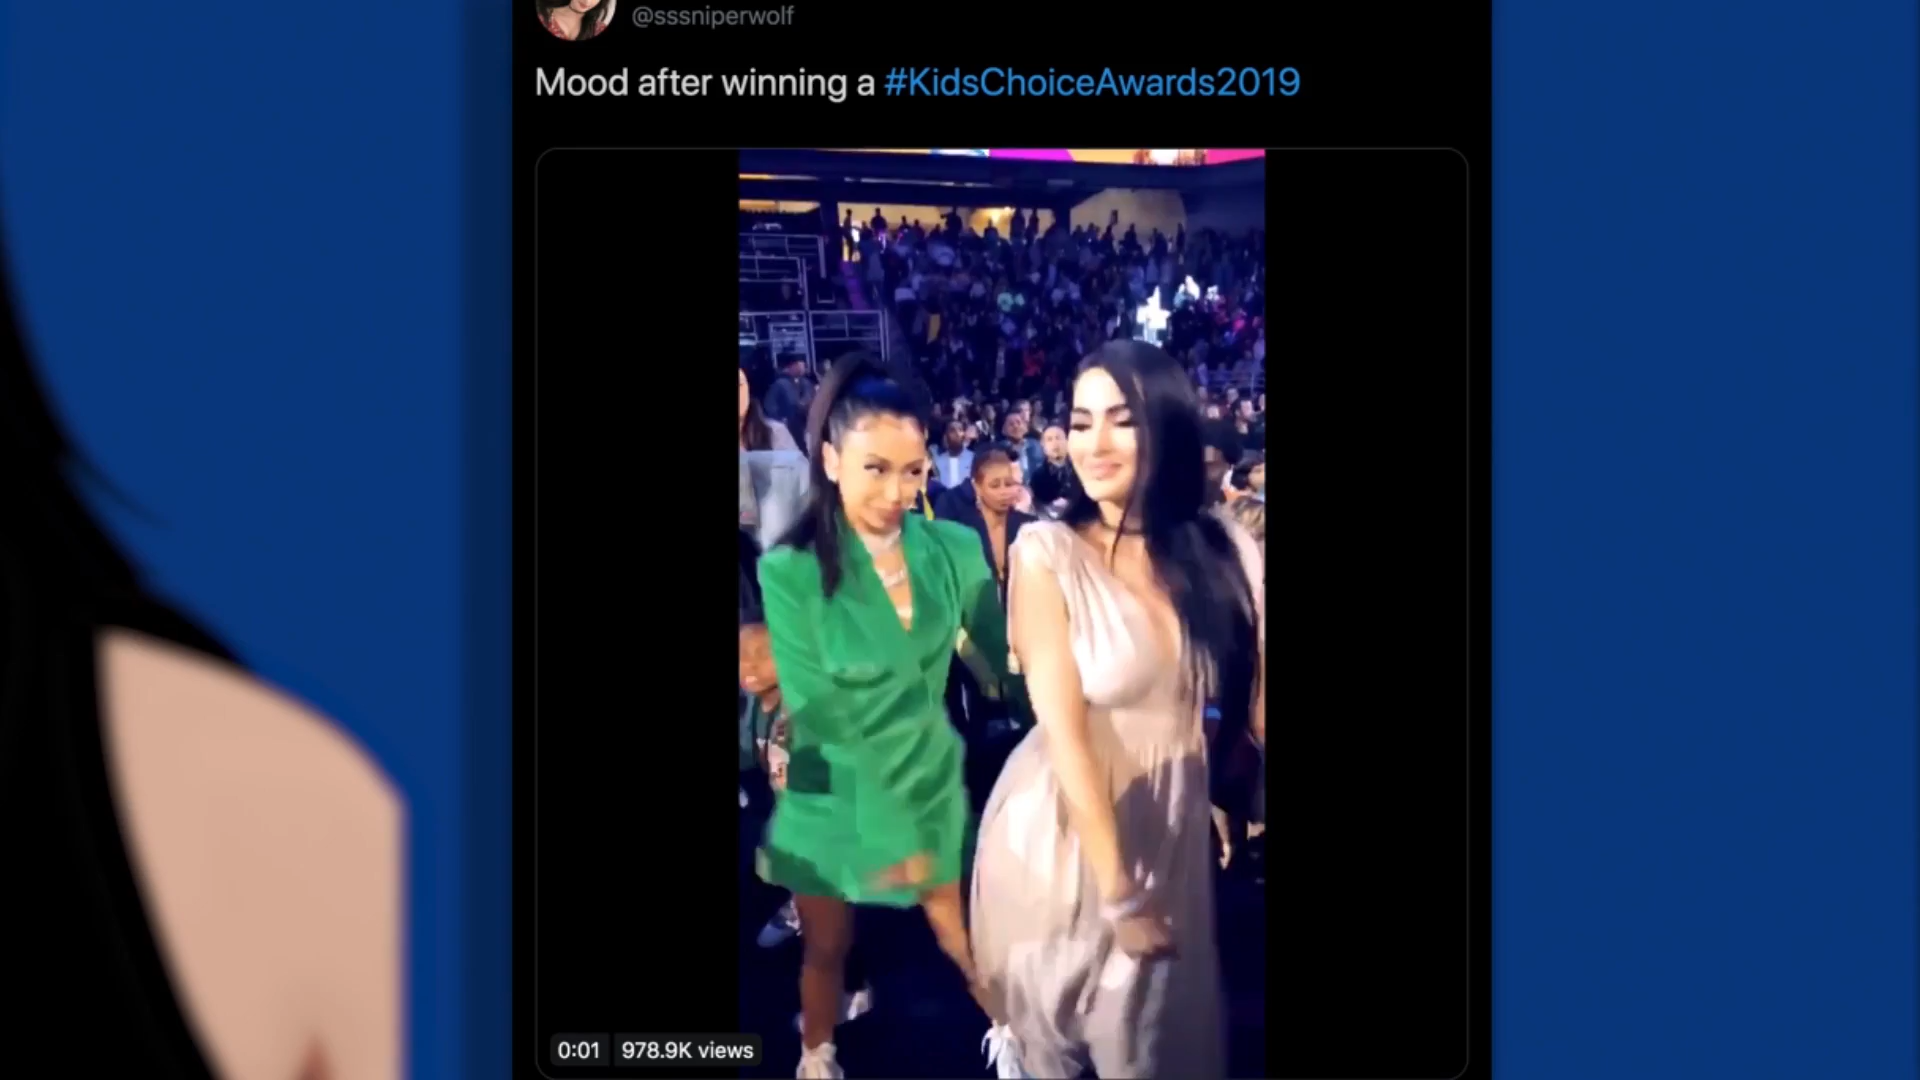 @sssniperwolf
Mood after winning a #KidsChoiceAwards2019
0:01 978.9K views